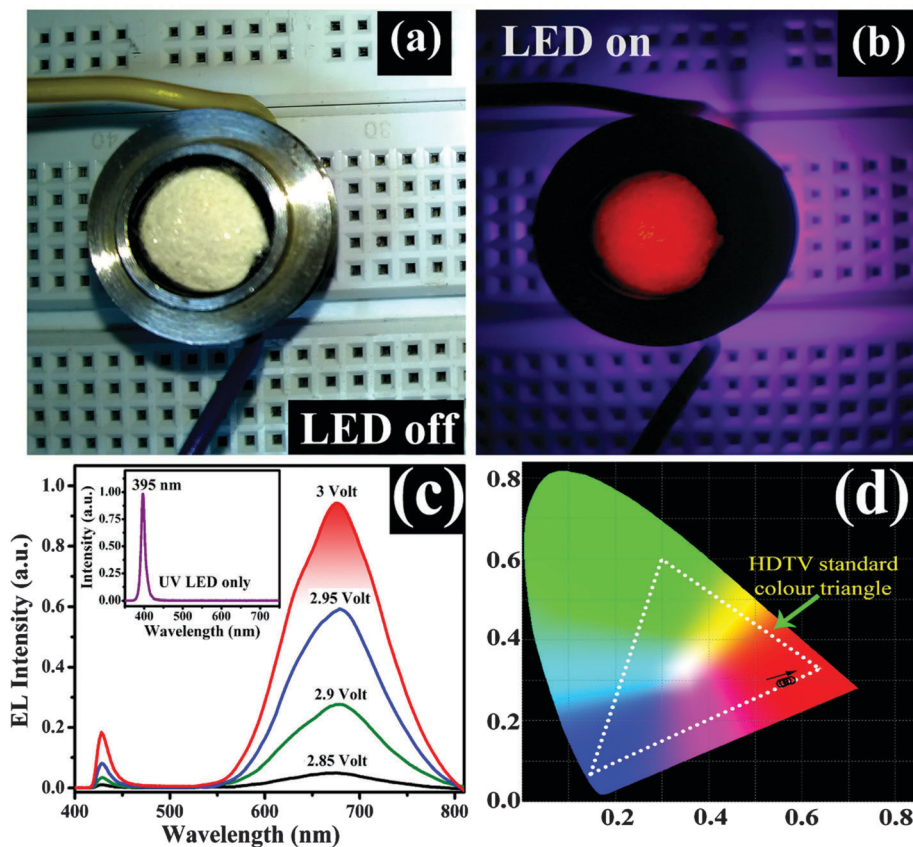 (a)
40
30
LED off
LED on
(b)
(c)
EL Intensity (a.u.)
1.0
0.8
0.6
0.4
0.2
0.0
400
500
600
700
800
Wavelength (nm)
3 Volt
2.95 Volt
2.9 Volt
2.85 Volt
395 nm
UV LED only
Intensity (a.u.)
1.00
0.75
0.50
0.25
0.00
400
500
600
700
Wavelength (nm)
(d)
HDTV standard
colour triangle
0.8
0.6
0.4
0.2
0.0
0.2
0.4
0.6
0.8